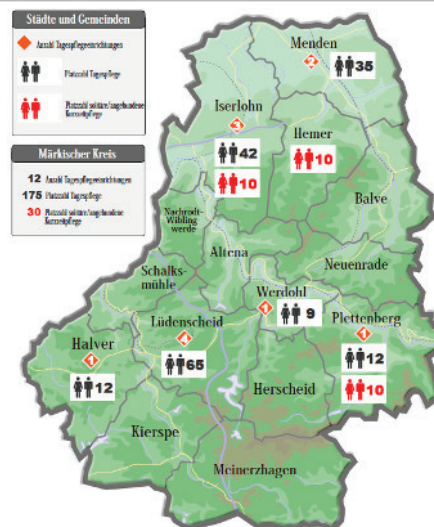 Städte und Gemeinden
Anzahl Tagespflegeeinrichtungen
Platzzahl Tagespflege
Platzzahl solitäre/angebundene
Kurzzeitpflege
Märkischer Kreis
12 Anzahl Tagespflegeeinrichtungen
175 Platzzahl Tagespflege
30 Platzzahl solitäre/angebundene
Kurzzeitpflege
Menden
2
35
Iserlohn
3
42
10
Hemer
10
Balve
Nachrodt-
Wibling
werde
Altena
Neuenrade
Schalks-
mühle
Werdohl
1
9
Plettenberg
1
12
10
Lüdenscheid
4
65
Halver
1
12
Herscheid
Kierspe
Meinerzhagen